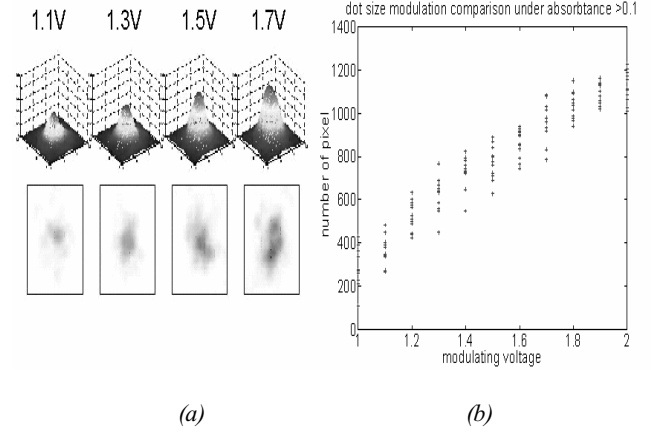 1.1V 1.3V 1.5V 1.7V
dot size modulation comparison under absorbtance >0.1
1400
1200
1000
800
600
400
200
0
number of pixel
1 1.2 1.4 1.6 1.8 2
modulating voltage
(a) (b)